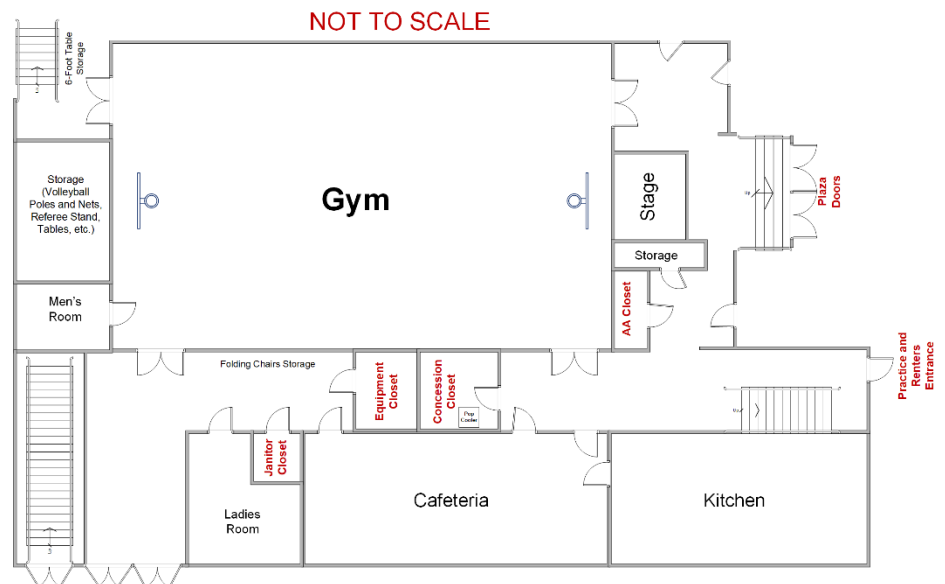 NOT TO SCALE
6-Foot Table
Storage
Storage
(Volleyball
Poles and Nets,
Referee Stand,
Tables, etc.)
Gym
Stage
Plaza
Doors
Storage
Men's
Room
AA Closet
Folding Chairs Storage
Equipment
Closet
Concession
Closet
Pop
Cooler
Practice and
Renters
Entrance
Janitor
Closet
Ladies
Room
Cafeteria
Kitchen